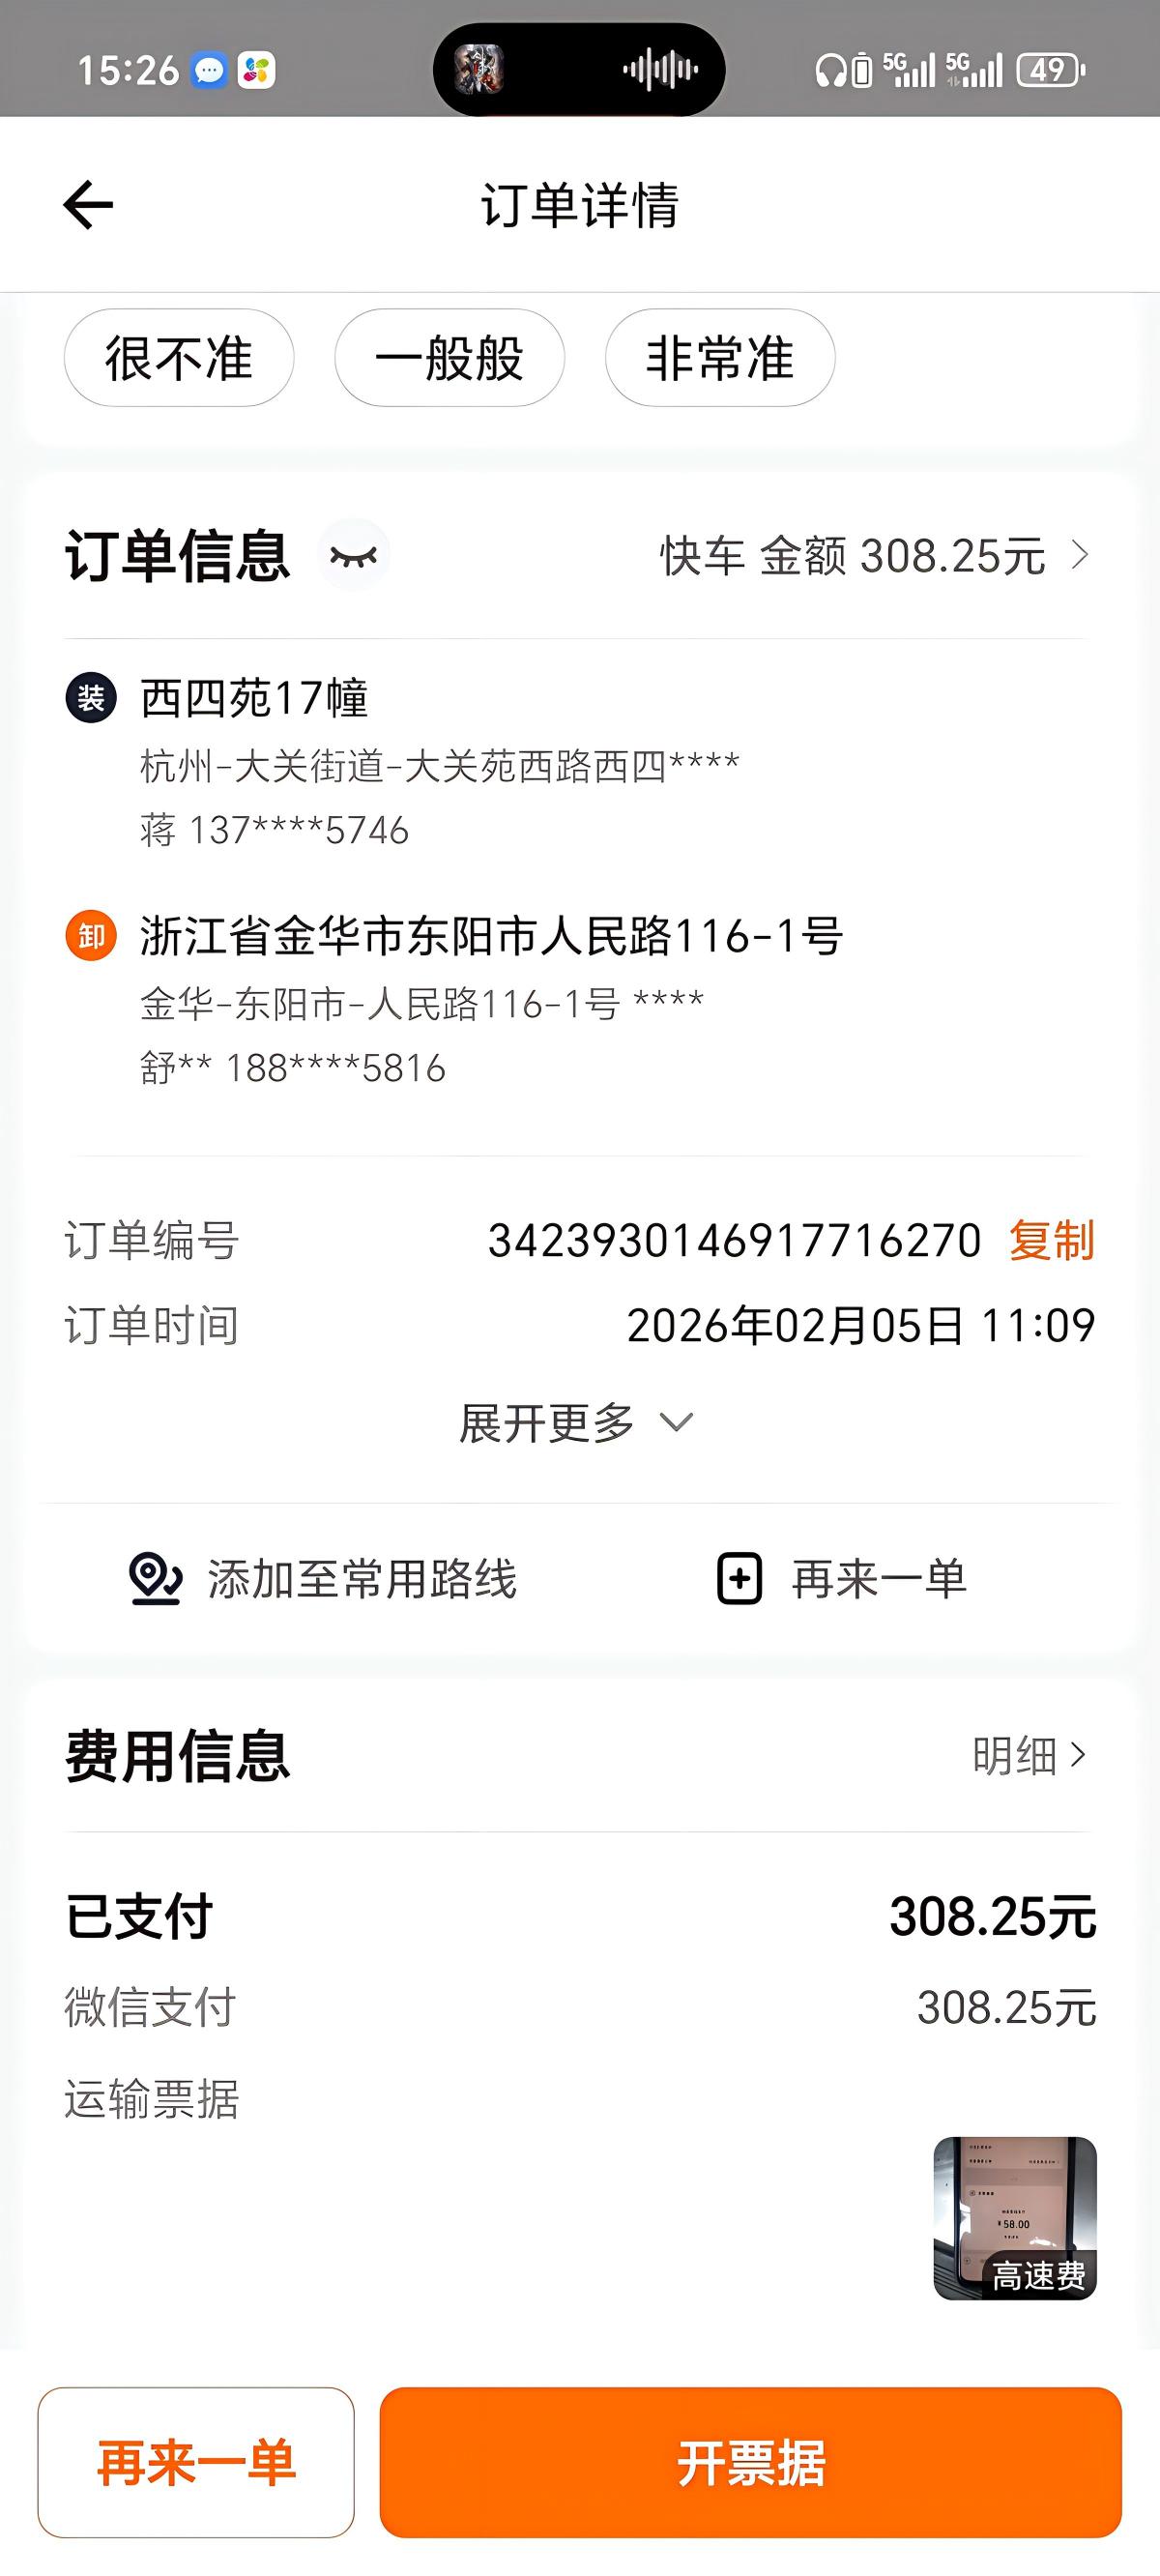 15:26 5G 5G 49
订单详情
很不准 一般般 非常准
订单信息 快车 金额 308.25元
装 西四苑17幢
杭州-大关街道-大关苑西路西四****
蒋 137****5746
卸 浙江省金华市东阳市人民路116-1号
金华-东阳市-人民路116-1号 ****
舒** 188****5816
订单编号 3423930146917716270 复制
订单时间 2026年02月05日 11:09
展开更多
添加至常用路线 再来一单
费用信息 明细
已支付 308.25元
微信支付 308.25元
运输票据
¥58.00
高速费
再来一单 开票据